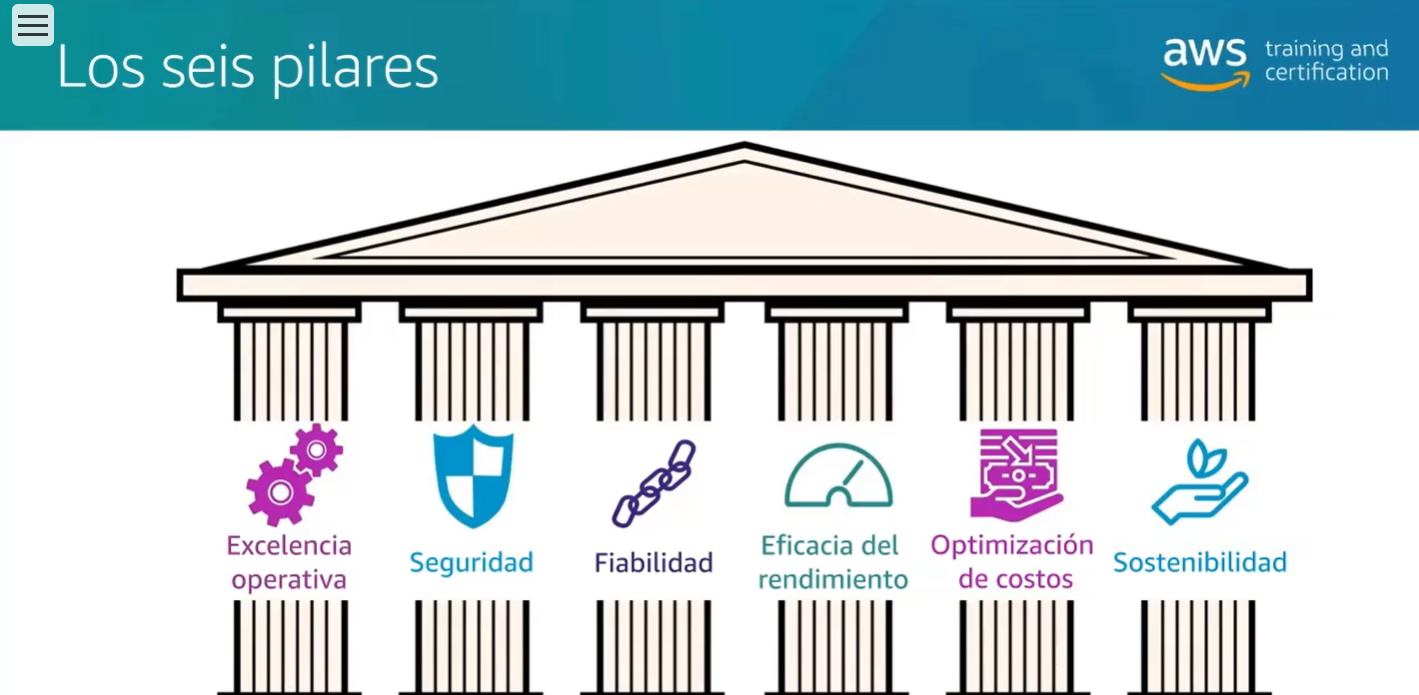 Los seis pilares
aws training and
certification
Excelencia
operativa
Seguridad
Fiabilidad
Eficacia del
rendimiento
Optimización
de costos
Sostenibilidad